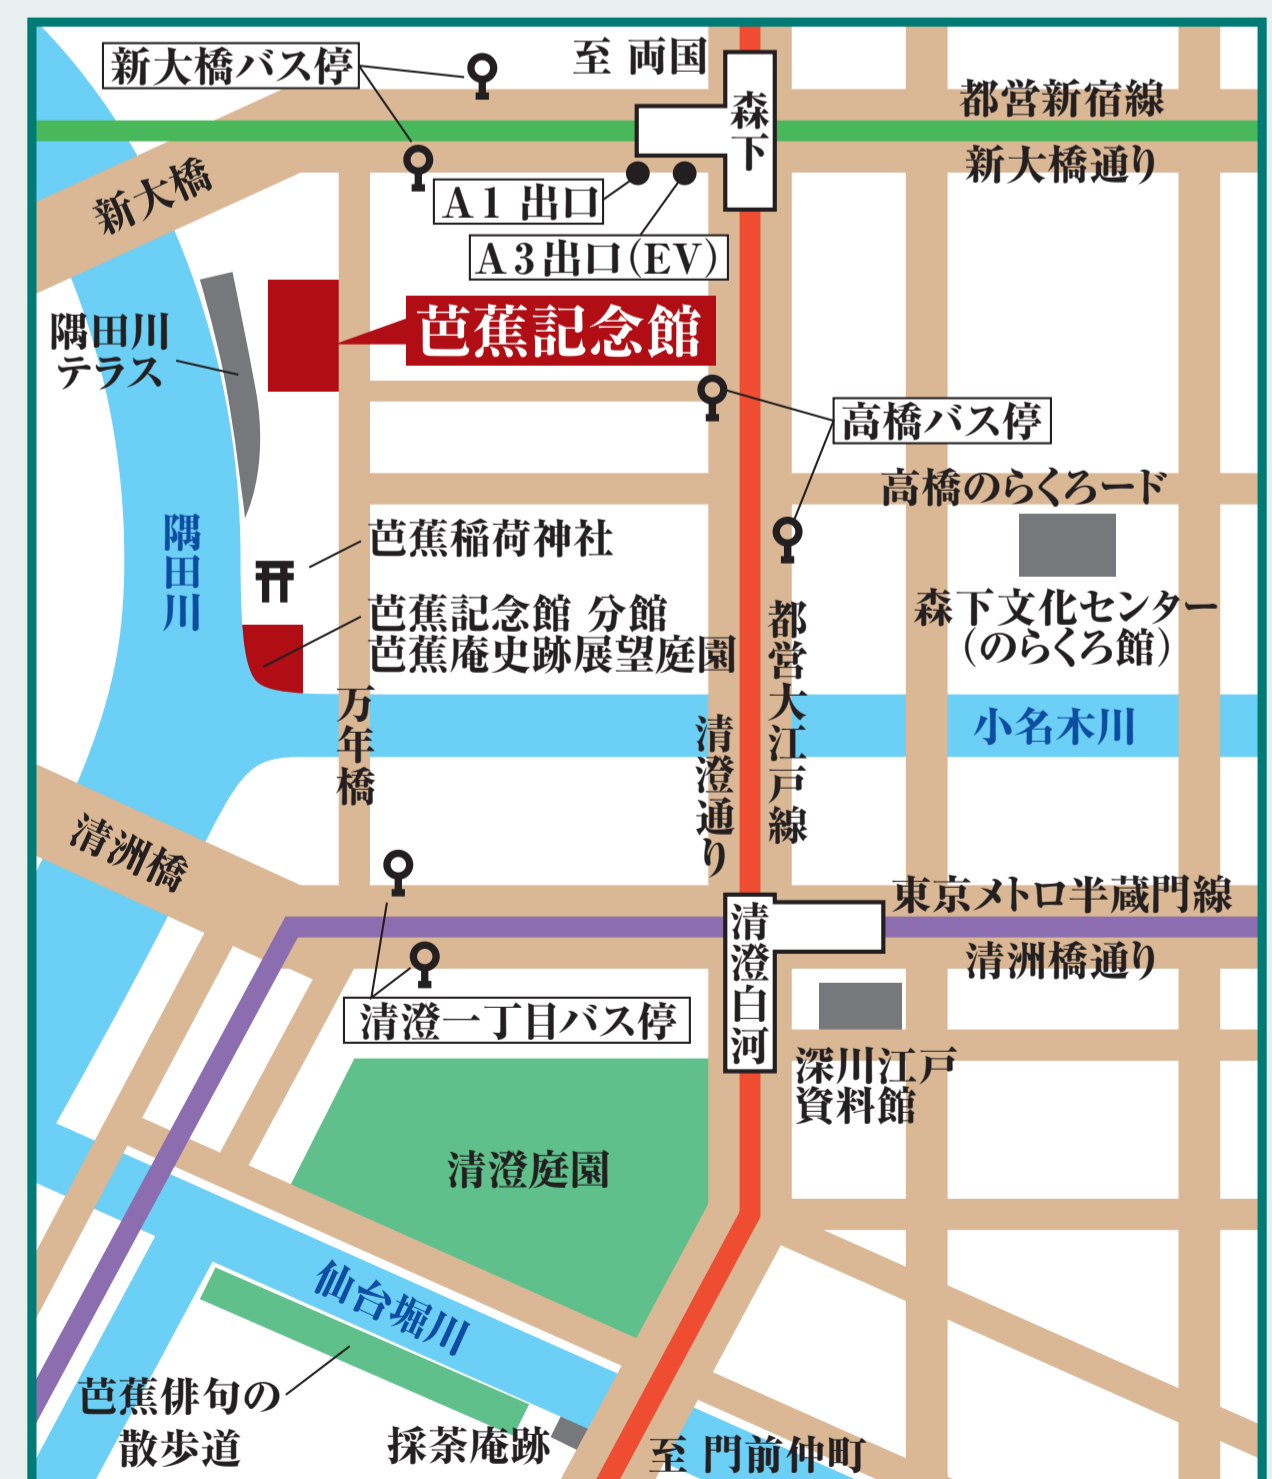 新大橋バス停
至 両国
森下
都営新宿線
新大橋通り
新大橋
A1 出口
A3出口(EV)
芭蕉記念館
隅田川
テラス
高橋バス停
高橋のらくろード
隅田川
芭蕉稲荷神社
芭蕉記念館 分館
芭蕉庵史跡展望庭園
森下文化センター
(のらくろ館)
都営大江戸線
清澄通り
万年橋
小名木川
清洲橋
東京メトロ半蔵門線
清洲橋通り
清澄白河
清澄一丁目バス停
深川江戸
資料館
清澄庭園
仙台堀川
芭蕉俳句の
散歩道
採荼庵跡
至 門前仲町